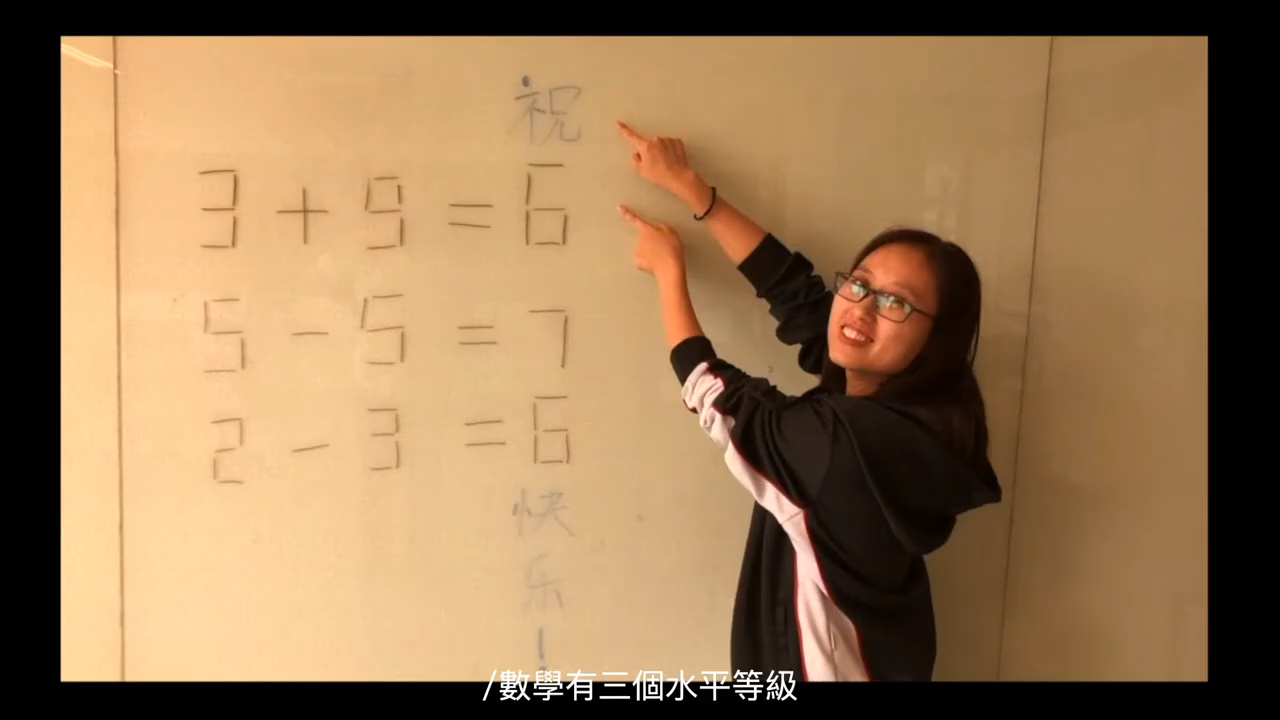 祝
3 + 9 = 6
5 - 5 = 7
2 - 3 = 6
快
乐
!
/數學有三個水平等級